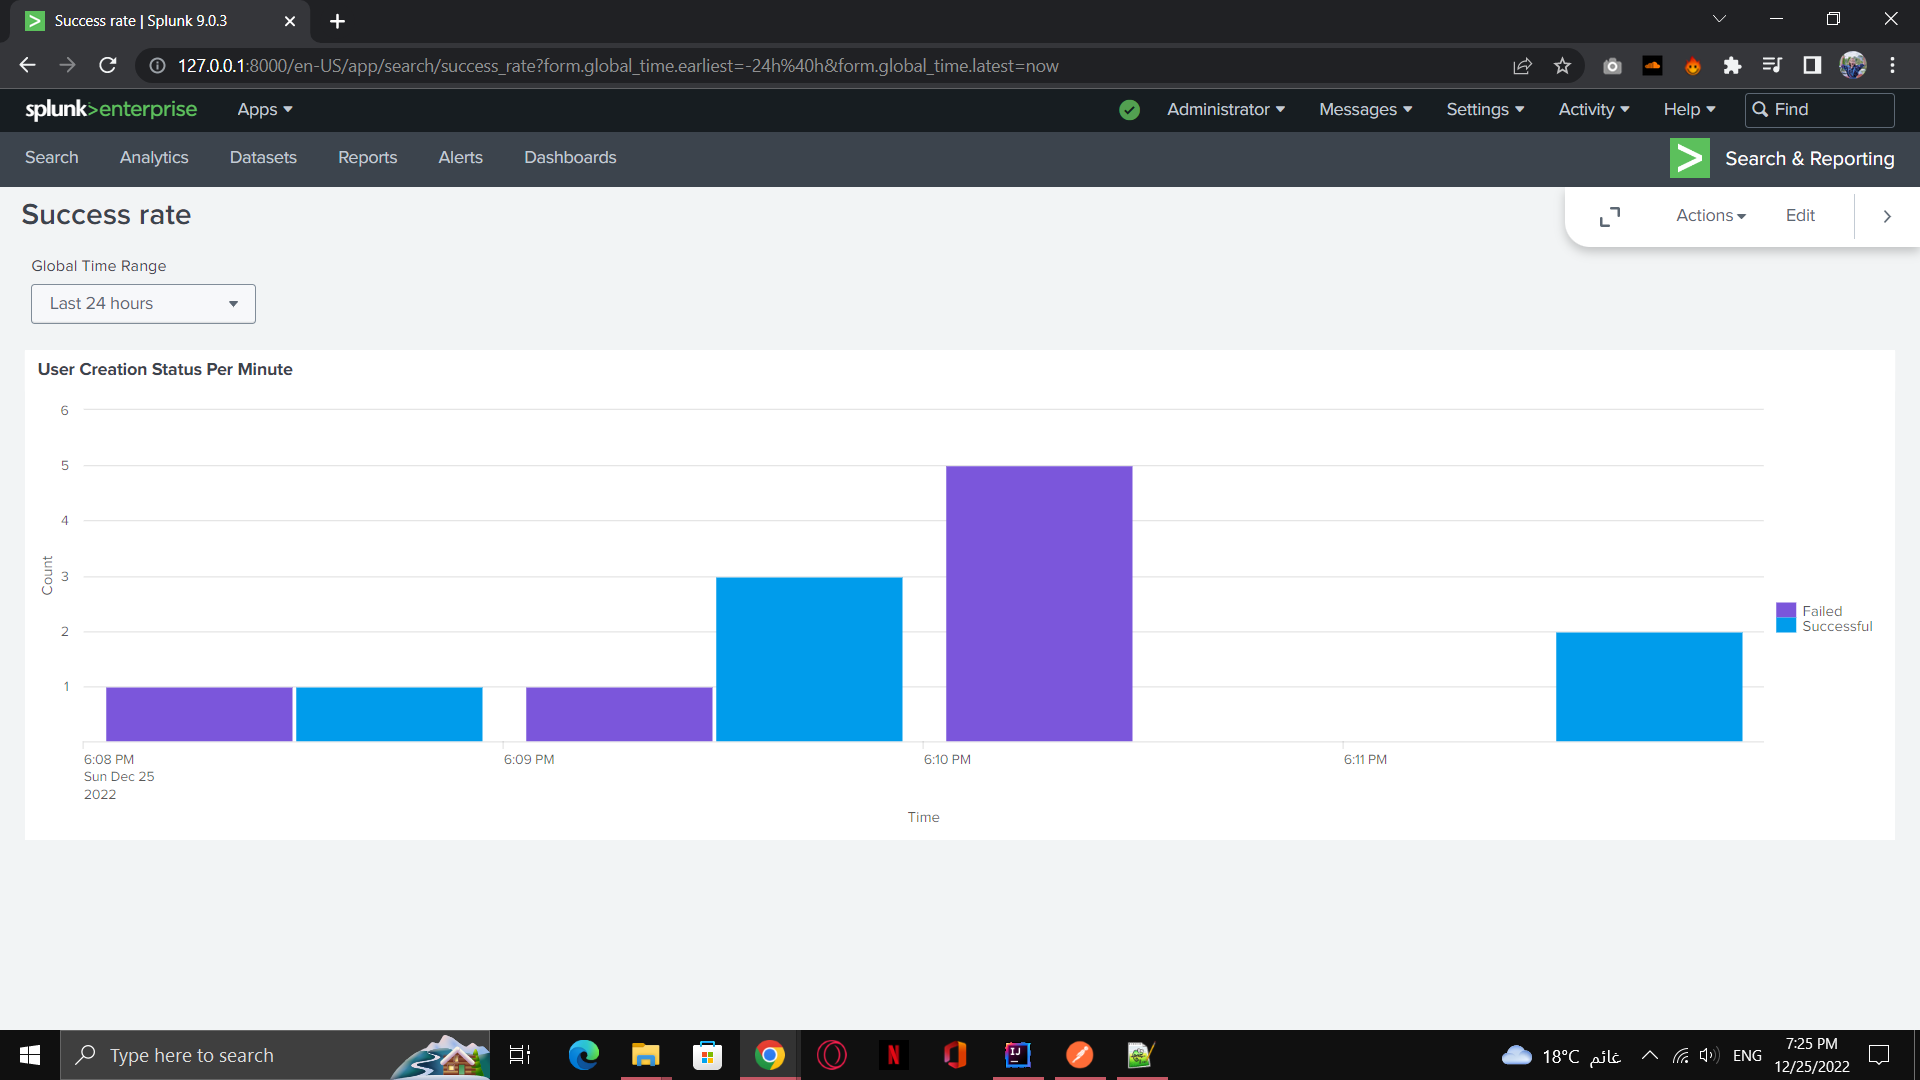 Success rate | Splunk 9.0.3
127.0.0.1:8000/en-US/app/search/success_rate?form.global_time.earliest=-24h%40h&form.global_time.latest=now
splunk>enterprise Apps Administrator Messages Settings Activity Help Find
Search Analytics Datasets Reports Alerts Dashboards Search & Reporting
Success rate
Actions Edit
Global Time Range
Last 24 hours
User Creation Status Per Minute
6
5
4
3
2
1
Count
Failed
Successful
6:08 PM 6:09 PM 6:10 PM 6:11 PM
Sun Dec 25
2022
Time
Type here to search
N
IJ
18°C غائم
ENG
7:25 PM
12/25/2022